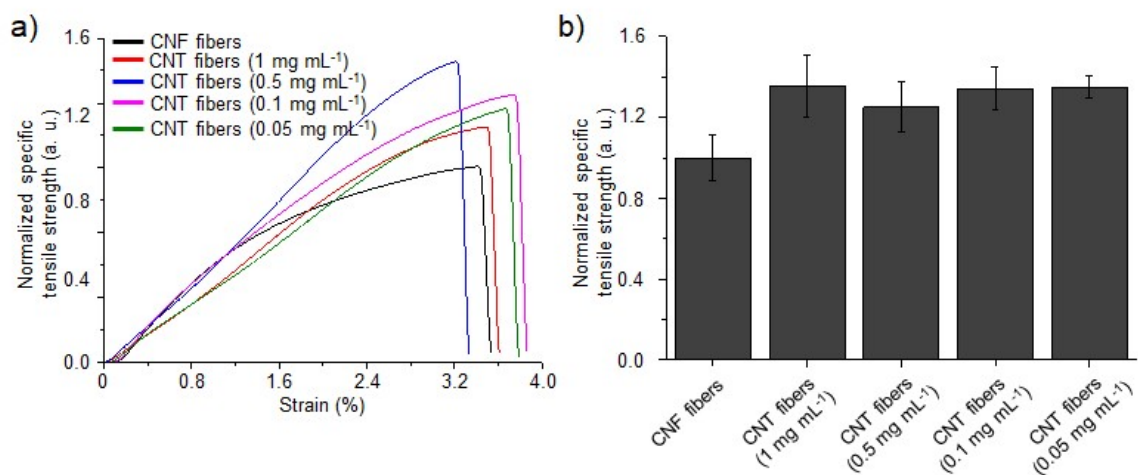 a)
CNF fibers
CNT fibers (1 mg mL⁻¹)
CNT fibers (0.5 mg mL⁻¹)
CNT fibers (0.1 mg mL⁻¹)
CNT fibers (0.05 mg mL⁻¹)
Normalized specific
tensile strength (a. u.)
1.6
1.2
0.8
0.4
0.0
0
0.8
1.6
2.4
3.2
4.0
Strain (%)
b)
Normalized specific
tensile strength (a. u.)
1.6
1.2
0.8
0.4
0.0
CNF fibers
CNT fibers
(1 mg mL⁻¹)
CNT fibers
(0.5 mg mL⁻¹)
CNT fibers
(0.1 mg mL⁻¹)
CNT fibers
(0.05 mg mL⁻¹)